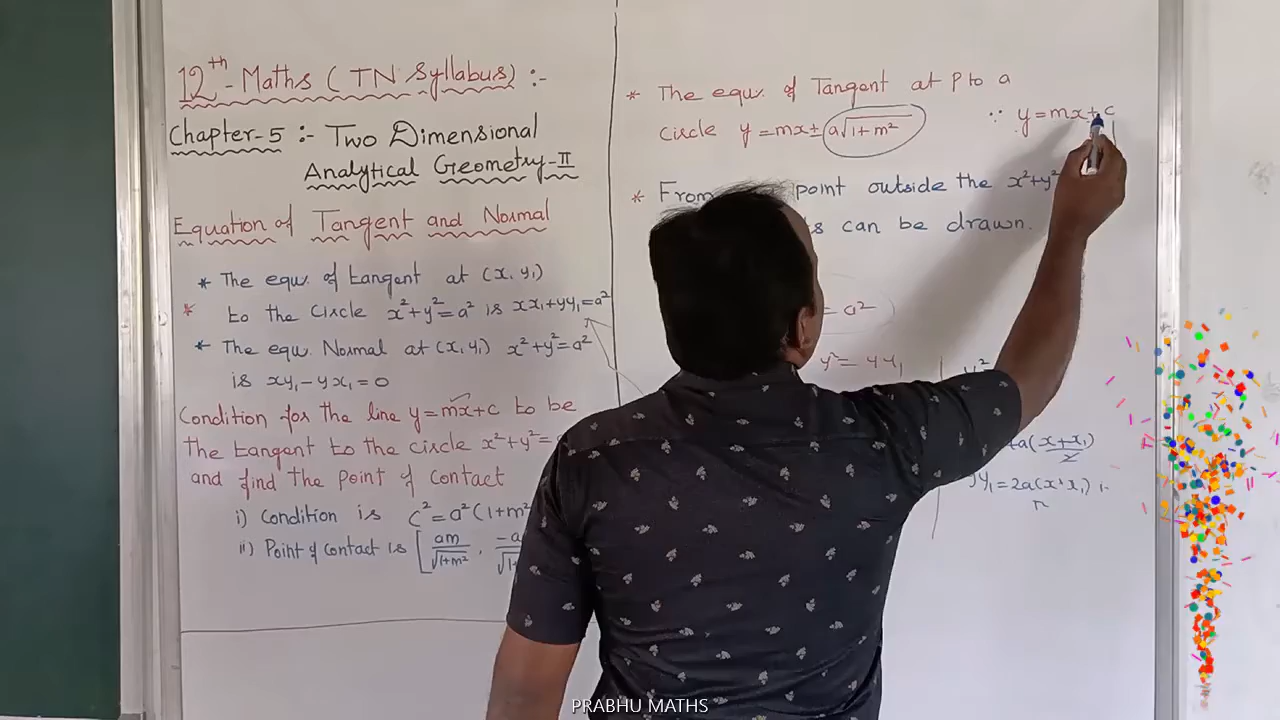 12th - Maths ( TN Syllabus) :-
Chapter-5 :- Two Dimensional
Analytical Geometry-II
Equation of Tangent and Normal
* The equ. of tangent at (x, y₁)
* to the circle x²+y²=a² is xx₁+yy₁=a²
* The equ. Normal at (x, y₁) x²+y²=a²
is xy₁-yx₁=0
Condition for the line y=mx+c to be
the tangent to the circle x²+y²=
and find the point of contact
i) Condition is c²=a²(1+m²
ii) Point of contact is [am/√1+m² , -a
* The equ. of Tangent at P to a
circle y=mx± a√1+m²
∵ y=mx+c
* From point outside the x²+y²
can be drawn.
= a²
y²= yy₁
y²
+a(x+x₁)/2
yy₁=2a(x+x₁)
PRABHU MATHS